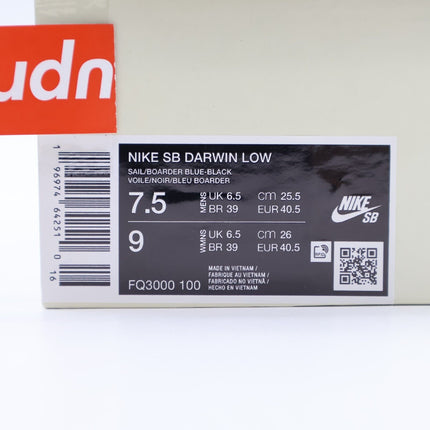 udn
NIKE SB DARWIN LOW
SAIL/BOARDER BLUE-BLACK
VOILE/NOIR/BLEU BOARDER
7.5 MENS UK 6.5 CM 25.5
BR 39 EUR 40.5
9 WMNS UK 6.5 CM 26
BR 39 EUR 40.5
NIKE
SB
MADE IN VIETNAM /
FABRIQUE AU VIETNAM /
FABRICADO NO VIETNÃ /
HECHO EN VIETNAM
FQ3000 100
1 96974 64251 0 16